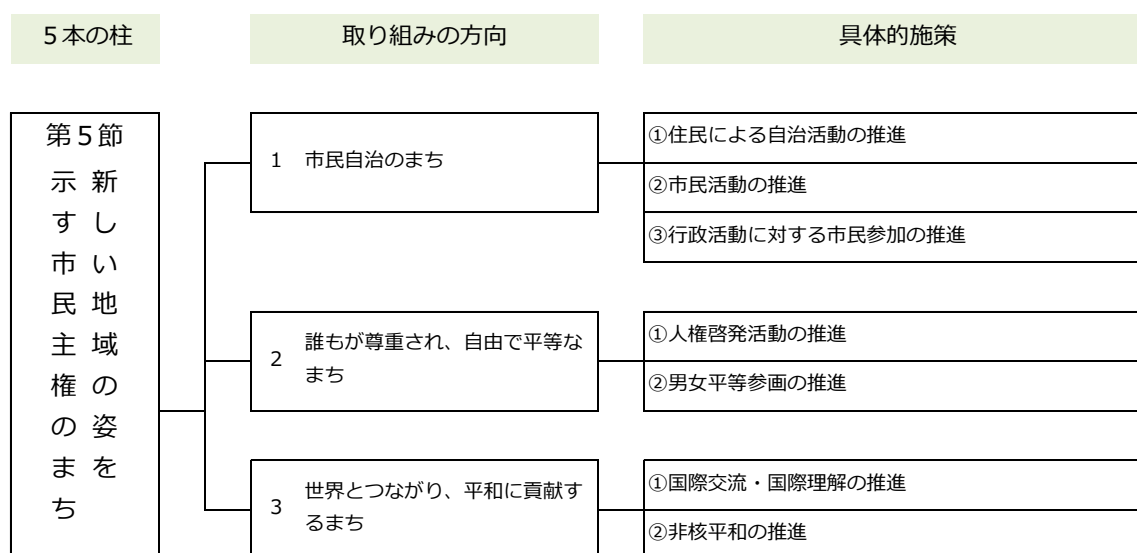 5本の柱
取り組みの方向
具体的施策
第5節
新しい地域の姿を
示す市民主権のまち
1 市民自治のまち
①住民による自治活動の推進
②市民活動の推進
③行政活動に対する市民参加の推進
2 誰もが尊重され、自由で平等な
まち
①人権啓発活動の推進
②男女平等参画の推進
3 世界とつながり、平和に貢献す
るまち
①国際交流・国際理解の推進
②非核平和の推進